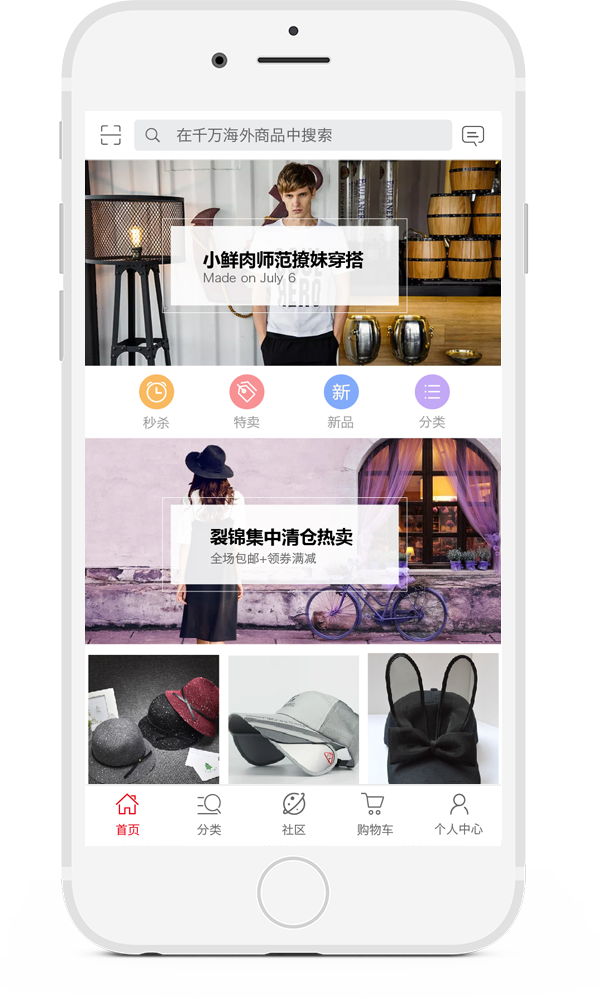 在千万海外商品中搜索
小鲜肉师范撩妹穿搭
Made on July 6
新
秒杀
特卖
新品
分类
裂锦集中清仓热卖
全场包邮+领券满减
首页
分类
社区
购物车
个人中心